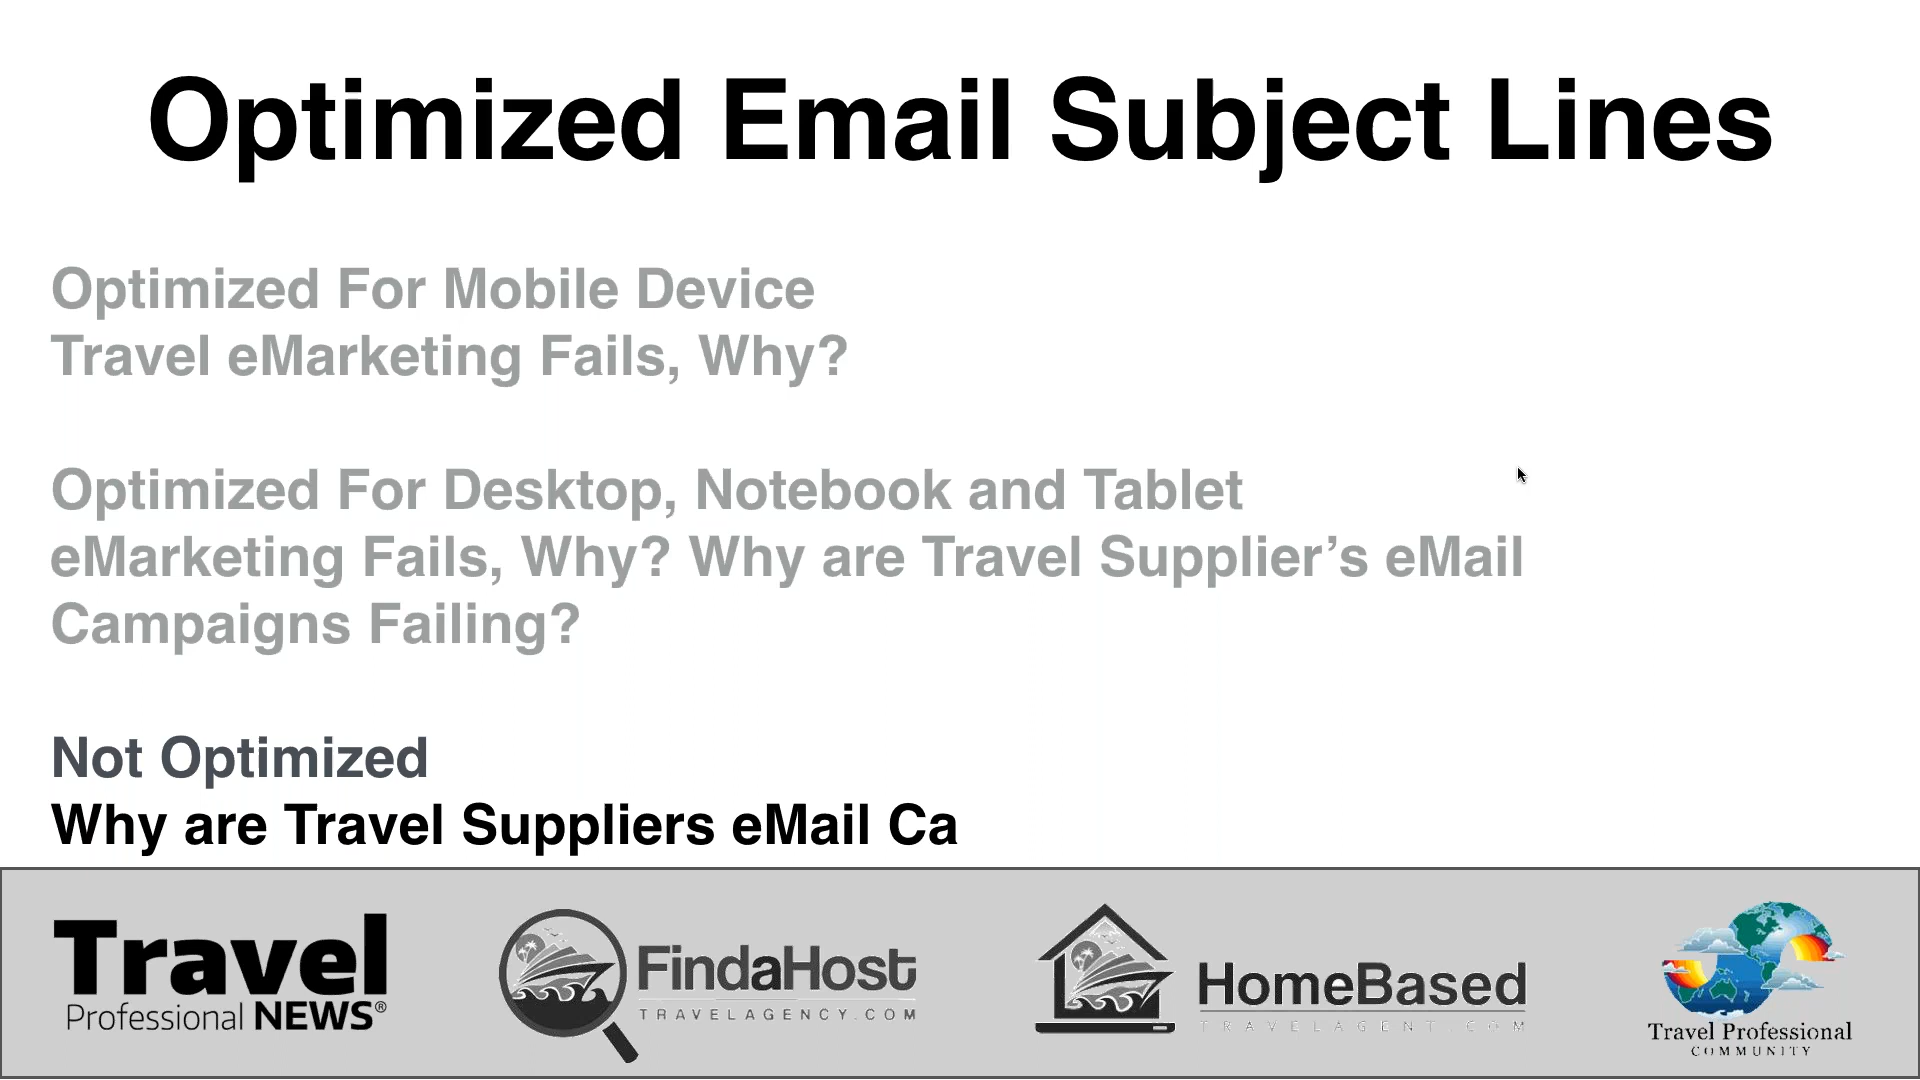 Optimized Email Subject Lines
Optimized For Mobile Device
Travel eMarketing Fails, Why?
Optimized For Desktop, Notebook and Tablet
eMarketing Fails, Why? Why are Travel Supplier’s eMail
Campaigns Failing?
Not Optimized
Why are Travel Suppliers eMail Ca
Travel
Professional NEWS®
FindaHost
TRAVELAGENCY.COM
HomeBased
TRAVELAGENT.COM
Travel Professional
COMMUNITY